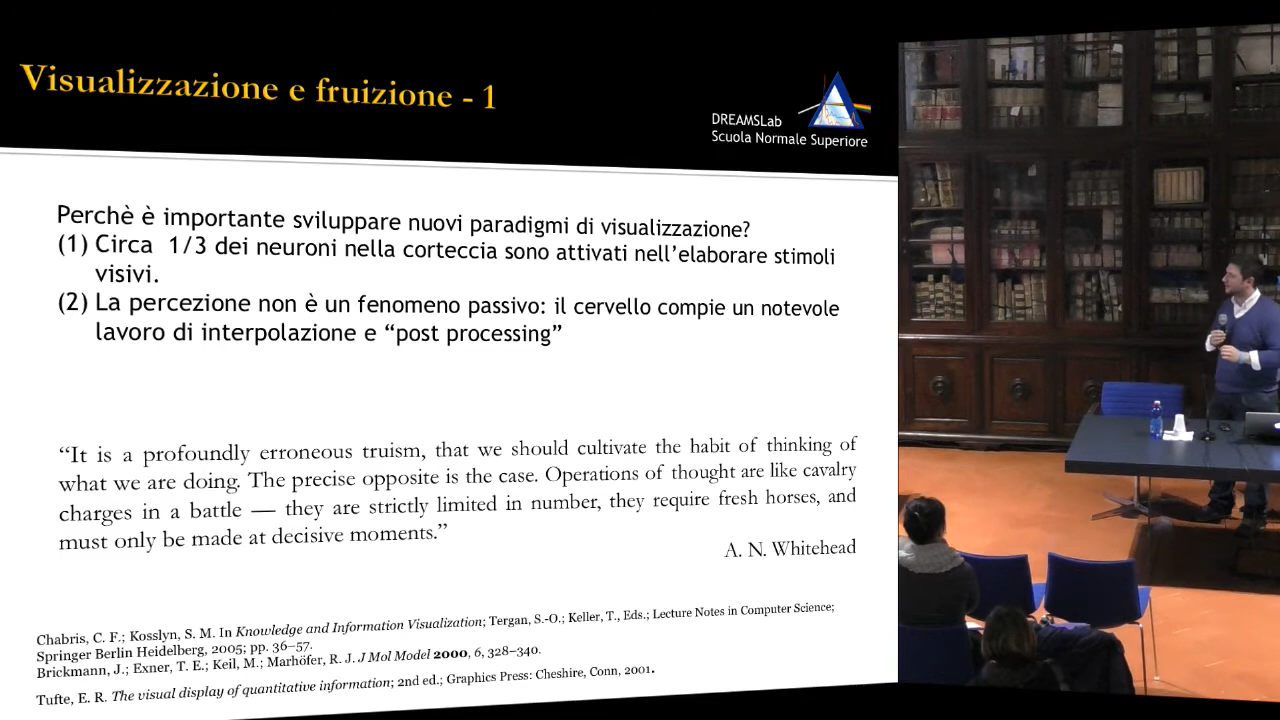 Visualizzazione e fruizione - 1
DREAMSLab
Scuola Normale Superiore
Perchè è importante sviluppare nuovi paradigmi di visualizzazione?
(1) Circa 1/3 dei neuroni nella corteccia sono attivati nell’elaborare stimoli
visivi.
(2) La percezione non è un fenomeno passivo: il cervello compie un notevole
lavoro di interpolazione e “post processing”
“It is a profoundly erroneous truism, that we should cultivate the habit of thinking of
what we are doing. The precise opposite is the case. Operations of thought are like cavalry
charges in a battle — they are strictly limited in number, they require fresh horses, and
must only be made at decisive moments.”
A. N. Whitehead
Chabris, C. F.; Kosslyn, S. M. In Knowledge and Information Visualization; Tergan, S.-O.; Keller, T., Eds.; Lecture Notes in Computer Science;
Springer Berlin Heidelberg, 2005; pp. 36–57.
Brickmann, J.; Exner, T. E.; Keil, M.; Marhöfer, R. J. J Mol Model 2000, 6, 328–340.
Tufte, E. R. The visual display of quantitative information; 2nd ed.; Graphics Press: Cheshire, Conn, 2001.